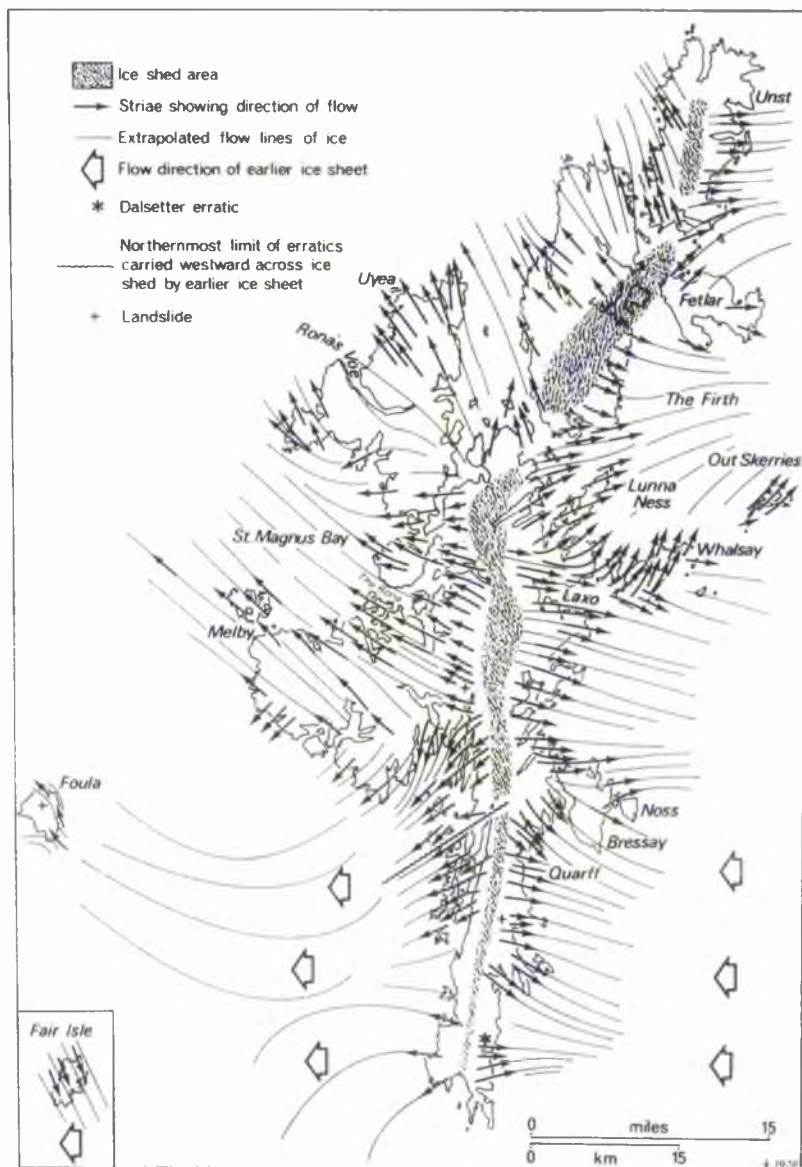 Ice shed area
Striae showing direction of flow
Extrapolated flow lines of ice
Flow direction of earlier ice sheet
Dalsetter erratic
Northernmost limit of erratics
carried westward across ice
shed by earlier ice sheet
Landslide
Unst
Uyea
Fetlar
Rona's Voe
The Firth
Out Skerries
Lunna
Ness
St. Magnus Bay
Whalsay
Laxo
Melby
Foula
Noss
Bressay
Quarff
Fair Isle
0 miles 15
0 km 15